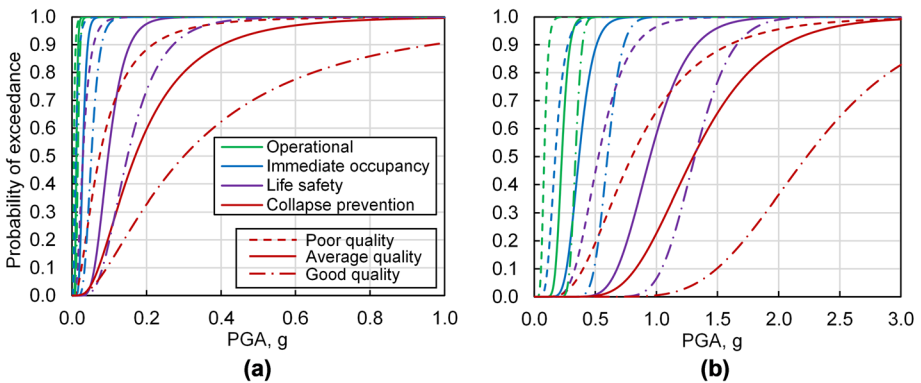 Probability of exceedance
1.0
0.9
0.8
0.7
0.6
0.5
0.4
0.3
0.2
0.1
0.0
Operational
Immediate occupancy
Life safety
Collapse prevention
Poor quality
Average quality
Good quality
0.0 0.2 0.4 0.6 0.8 1.0
PGA, g
(a)
1.0
0.9
0.8
0.7
0.6
0.5
0.4
0.3
0.2
0.1
0.0
0.0 0.5 1.0 1.5 2.0 2.5 3.0
PGA, g
(b)